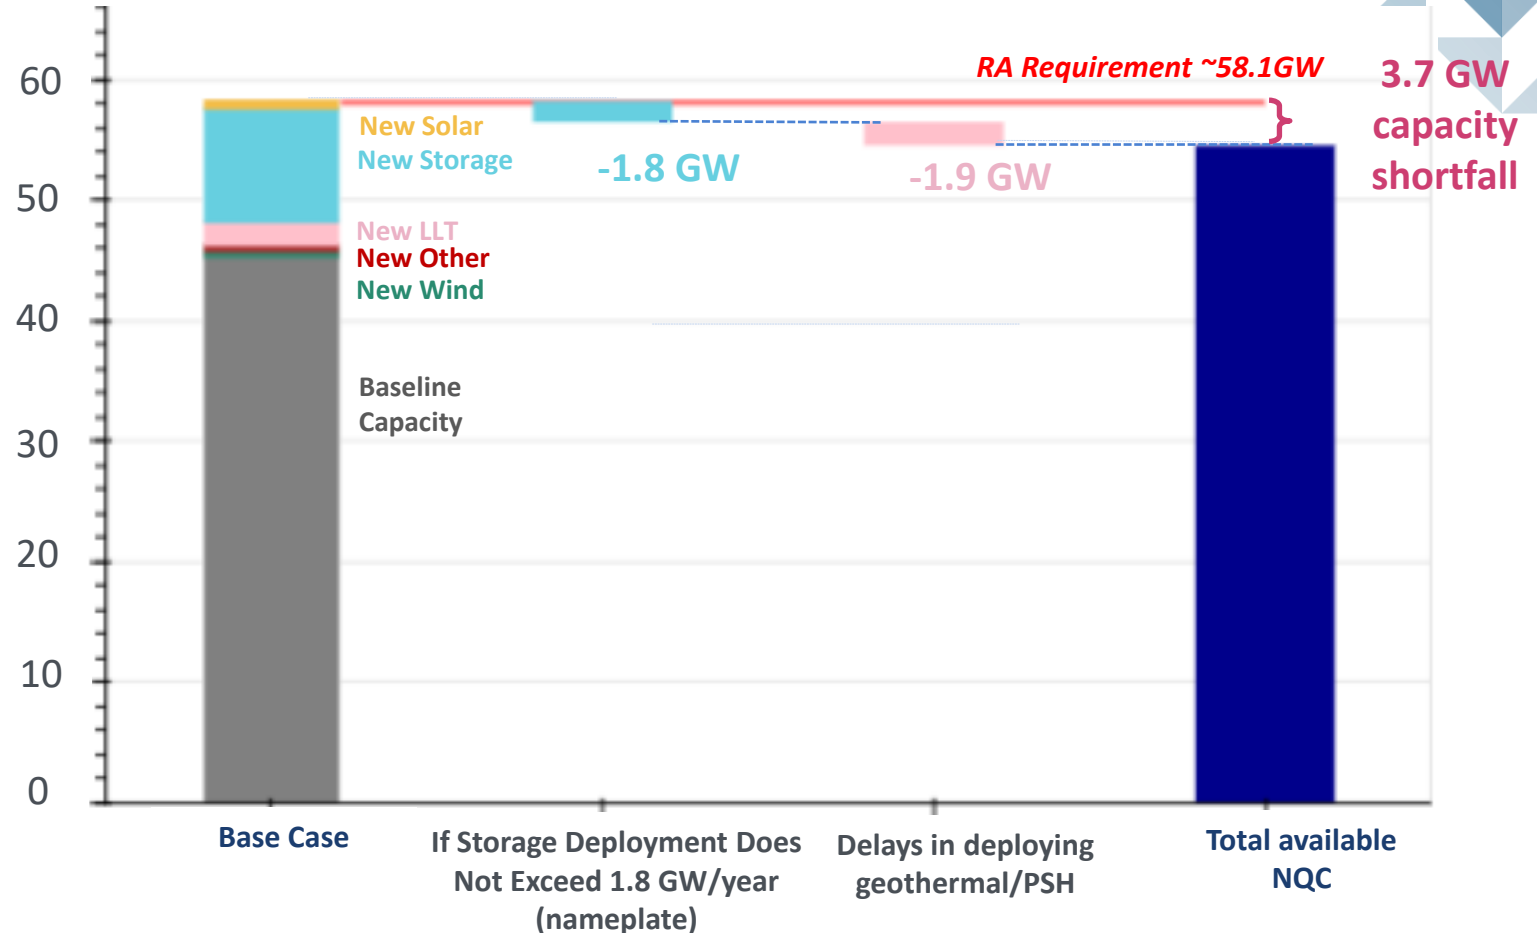 60
50
40
30
20
10
0
RA Requirement ~58.1GW
3.7 GW
capacity
shortfall
New Solar
New Storage
-1.8 GW
-1.9 GW
New LLT
New Other
New Wind
Baseline
Capacity
Base Case
If Storage Deployment Does
Not Exceed 1.8 GW/year
(nameplate)
Delays in deploying
geothermal/PSH
Total available
NQC